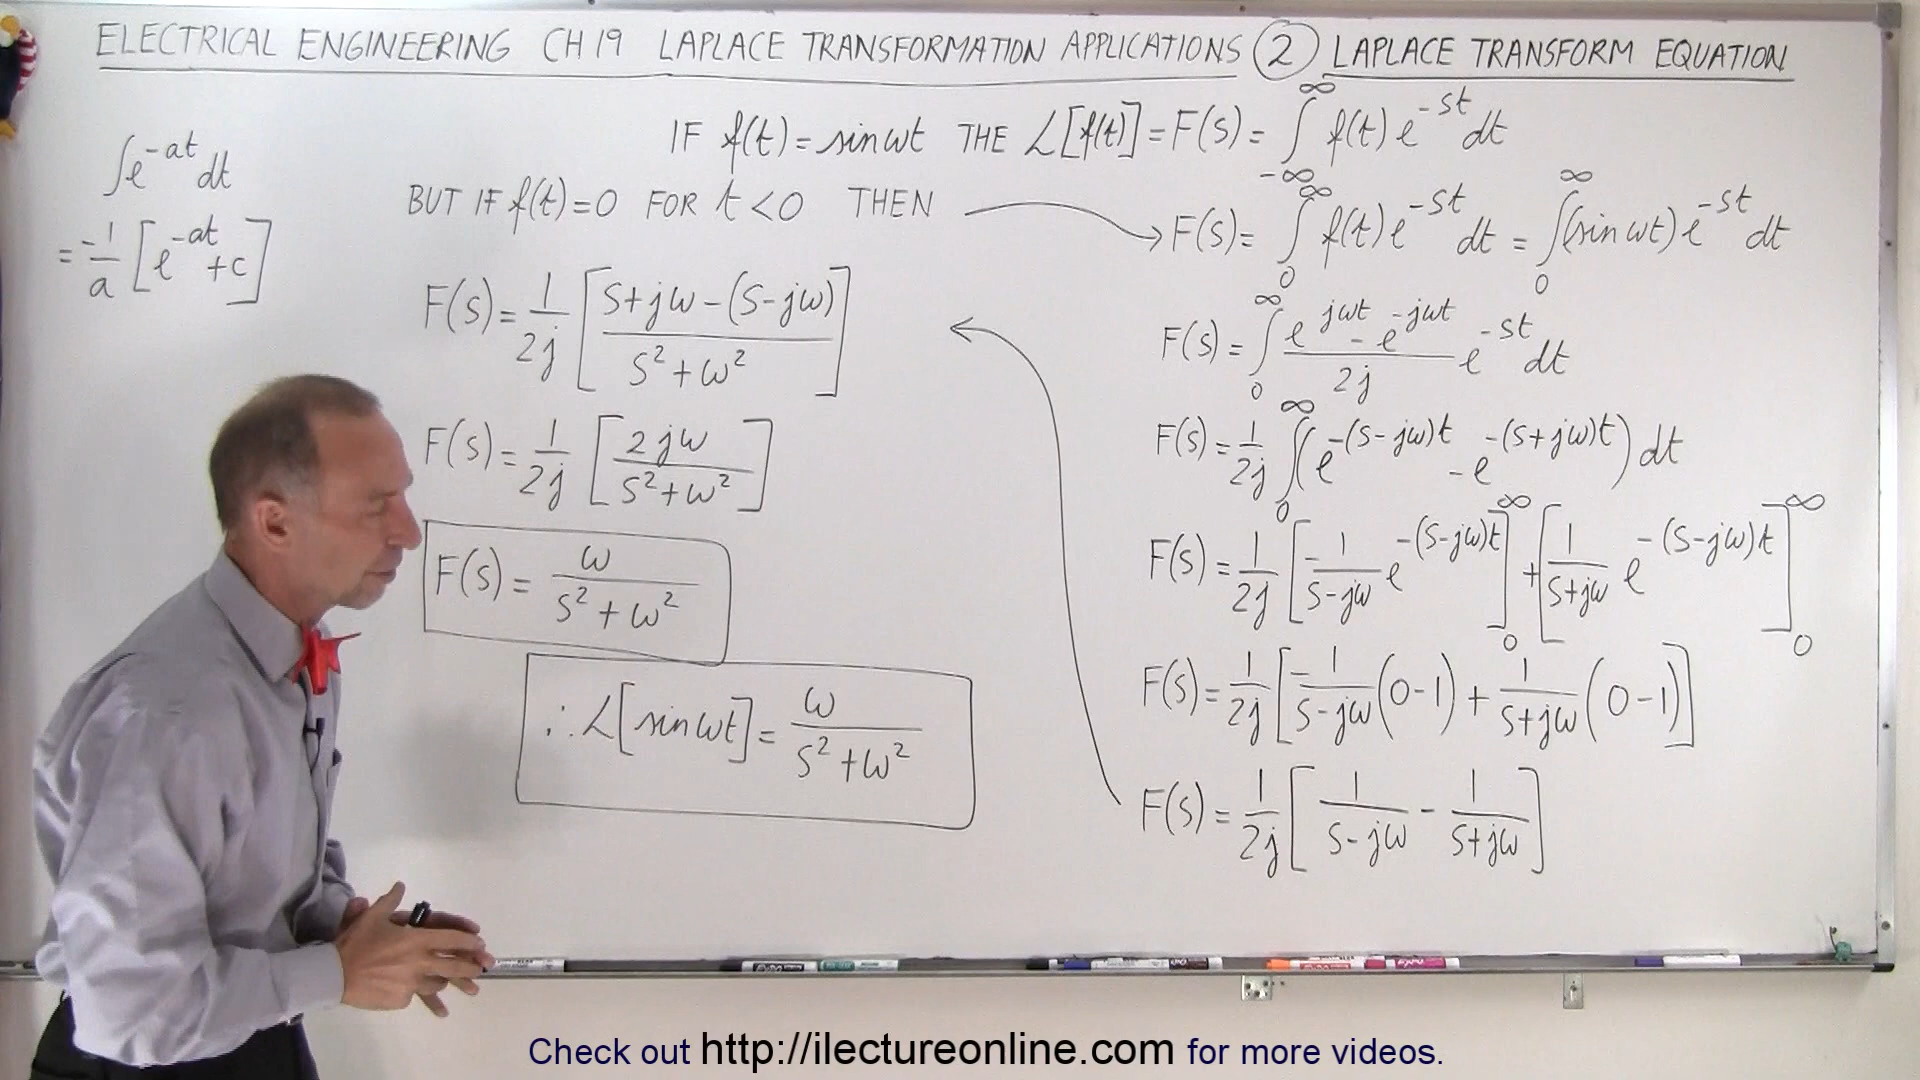 ELECTRICAL ENGINEERING CH 19 LAPLACE TRANSFORMATION APPLICATIONS ② LAPLACE TRANSFORM EQUATION
IF f(t) = sin ωt THE ℒ[f(t)] = F(s) = ∫_{-∞}^{∞} f(t) e^{-st} dt
∫ e^{-at} dt
= -1/a [e^{-at} + c]
BUT IF f(t) = 0 FOR t < 0 THEN → F(s) = ∫_0^∞ f(t) e^{-st} dt = ∫_0^∞ (sin ωt) e^{-st} dt
F(s) = ∫_0^∞ (e^{jωt} - e^{-jωt})/2j e^{-st} dt
F(s) = 1/2j ∫_0^∞ (e^{-(s-jω)t} - e^{-(s+jω)t}) dt
F(s) = 1/2j [-1/(s-jω) e^{-(s-jω)t}]_0^∞ + [1/(s+jω) e^{-(s-jω)t}]_0^∞
F(s) = 1/2j [-1/(s-jω) (0-1) + 1/(s+jω) (0-1)]
F(s) = 1/2j [1/(s-jω) - 1/(s+jω)]
F(s) = 1/2j [(s+jω-(s-jω))/(s²+ω²)]
F(s) = 1/2j [2jω/(s²+ω²)]
F(s) = ω/(s²+ω²)
∴ ℒ[sin ωt] = ω/(s²+ω²)
Check out http://ilectureonline.com for more videos.